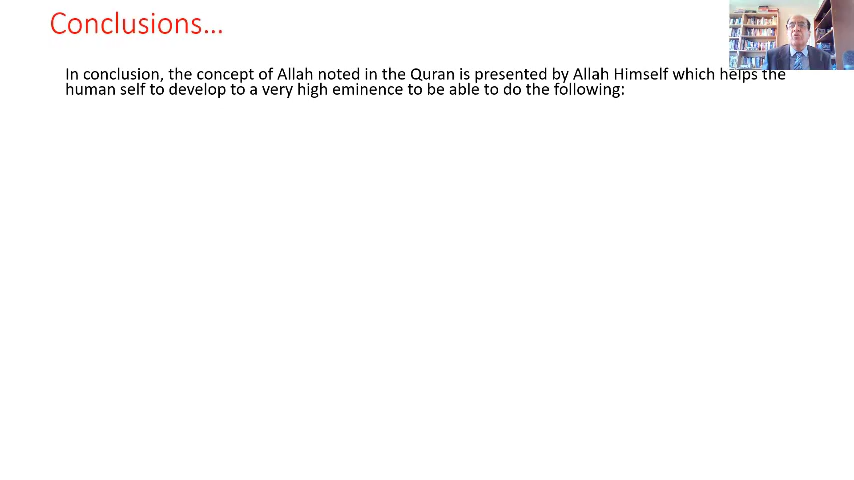 Conclusions...
In conclusion, the concept of Allah noted in the Quran is presented by Allah Himself which helps the
human self to develop to a very high eminence to be able to do the following: